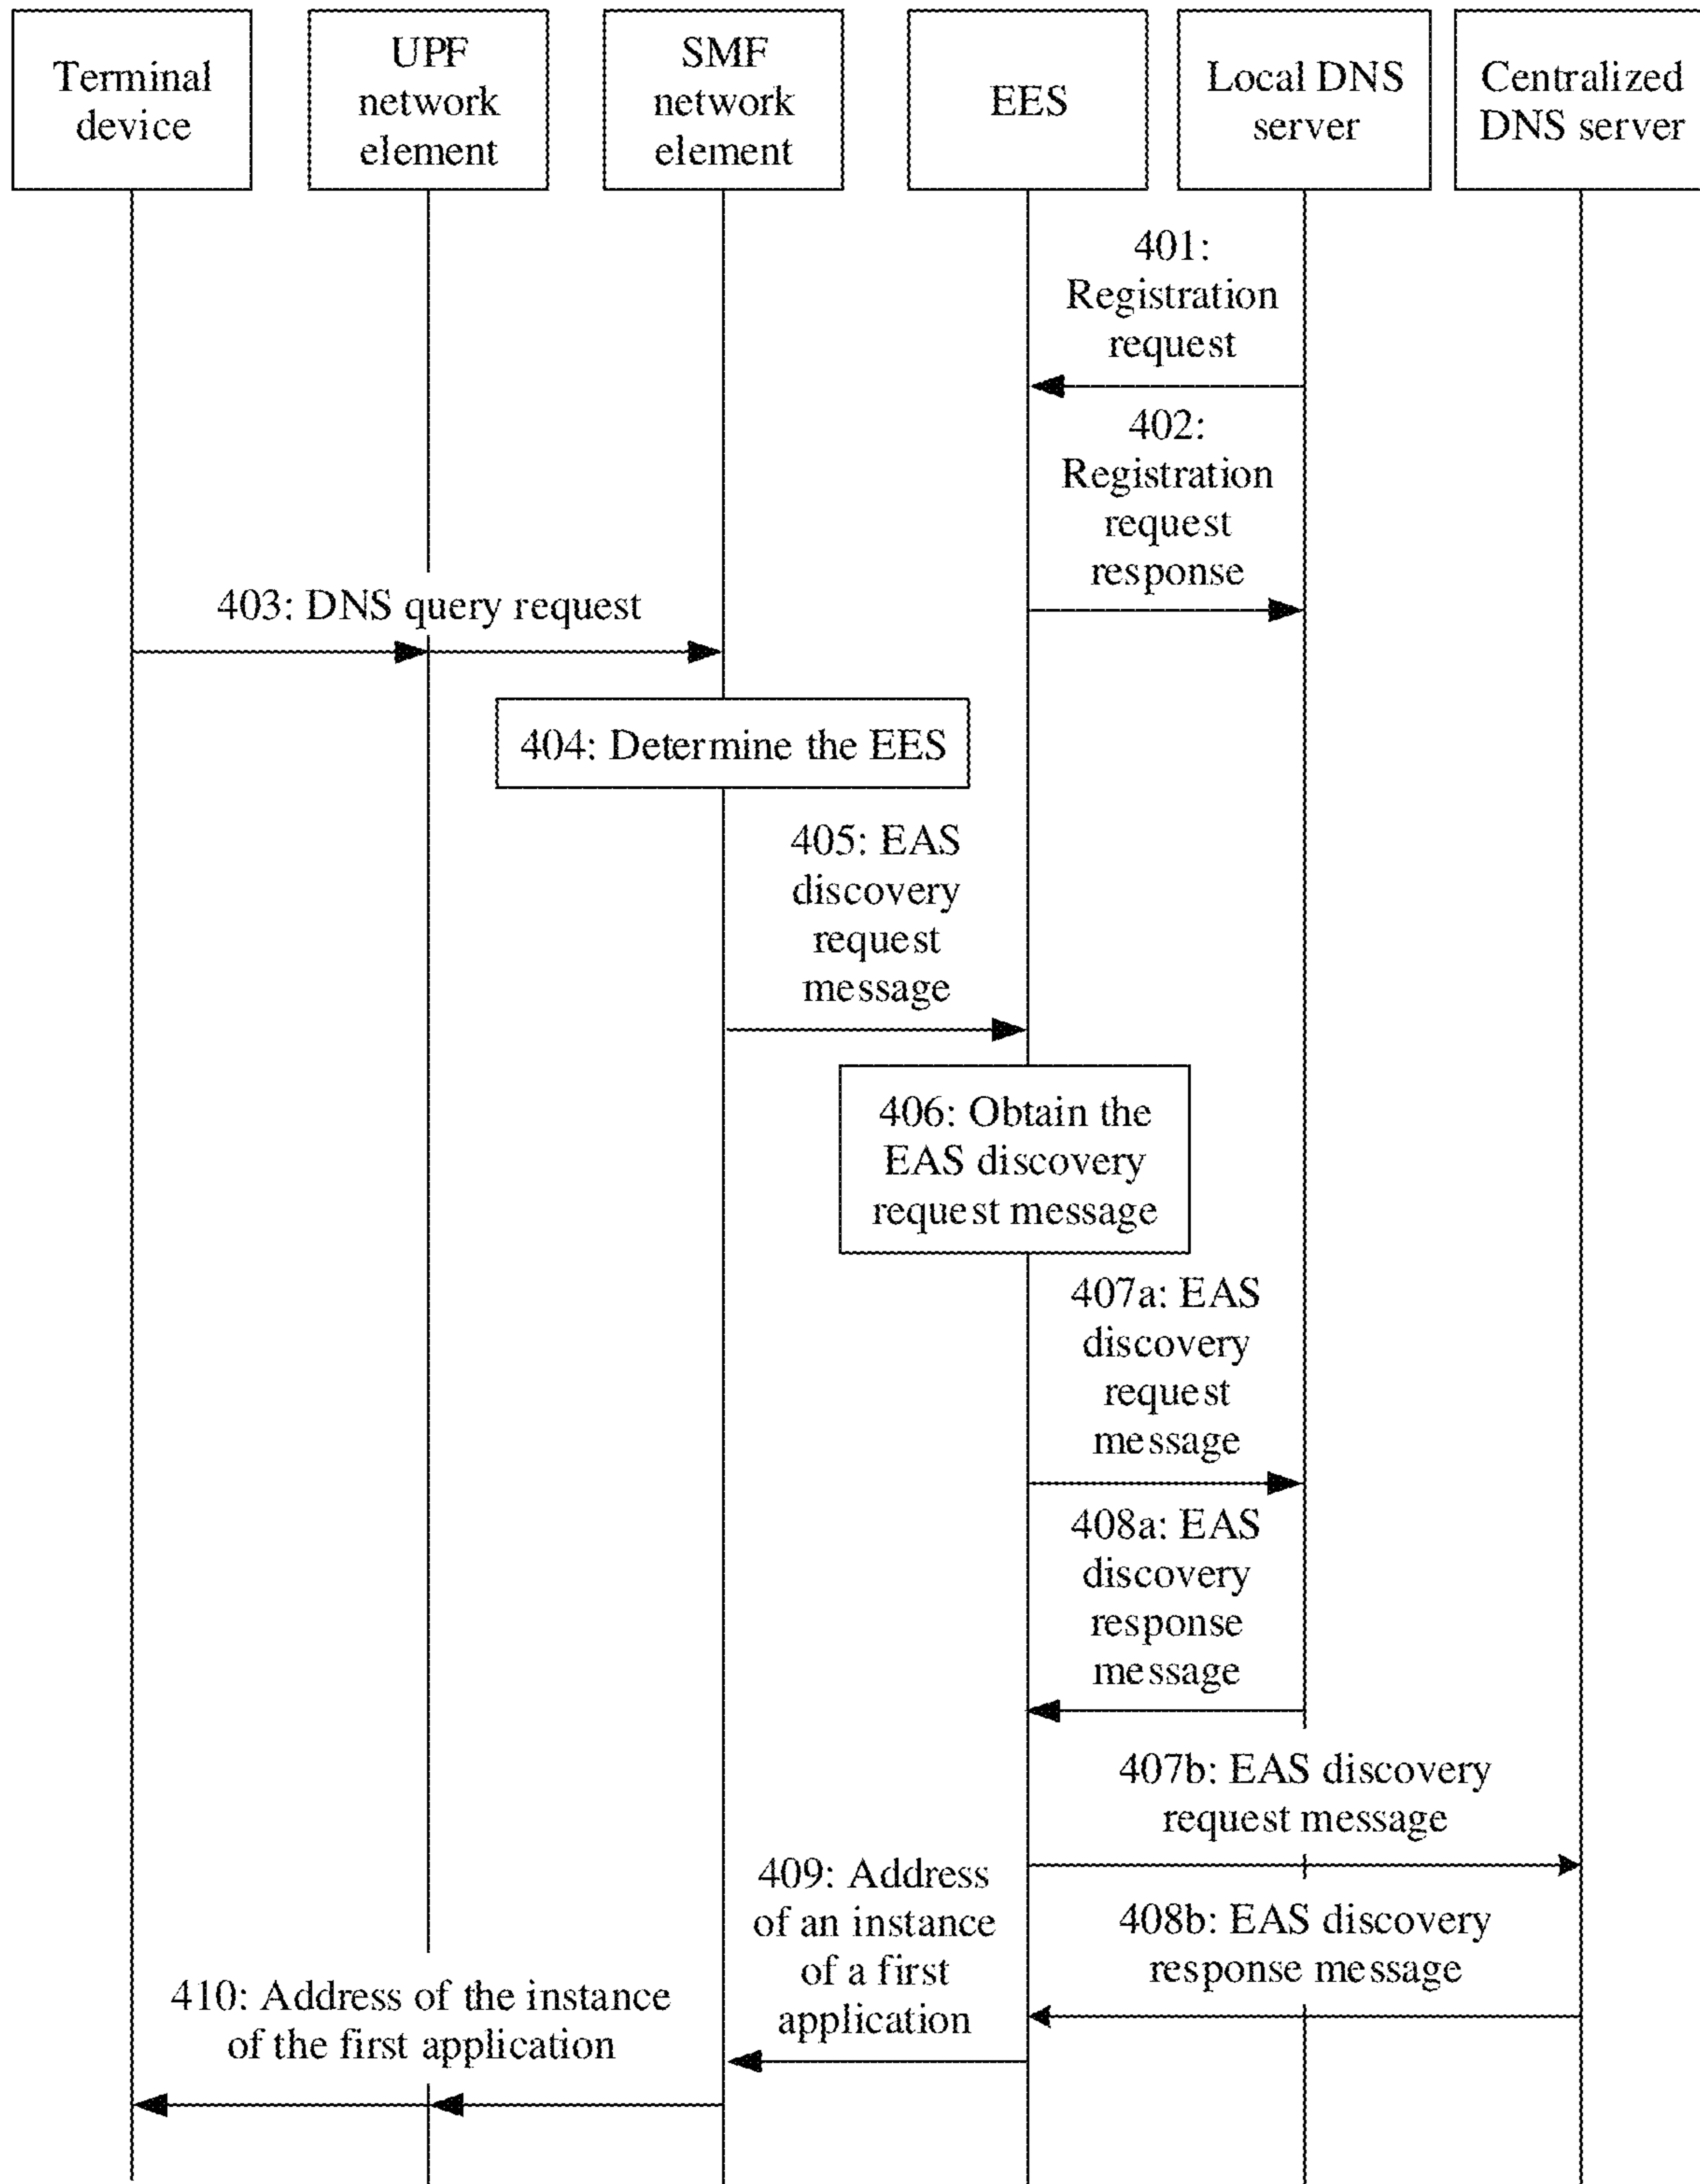 Terminal
device
UPF
network
element
SMF
network
element
EES
Local DNS
server
Centralized
DNS server
401:
Registration
request
402:
Registration
request
response
403: DNS query request
404: Determine the EES
405: EAS
discovery
request
message
406: Obtain the
EAS discovery
request message
407a: EAS
discovery
request
message
408a: EAS
discovery
response
message
407b: EAS discovery
request message
409: Address
of an instance
of a first
application
408b: EAS discovery
response message
410: Address of the instance
of the first application